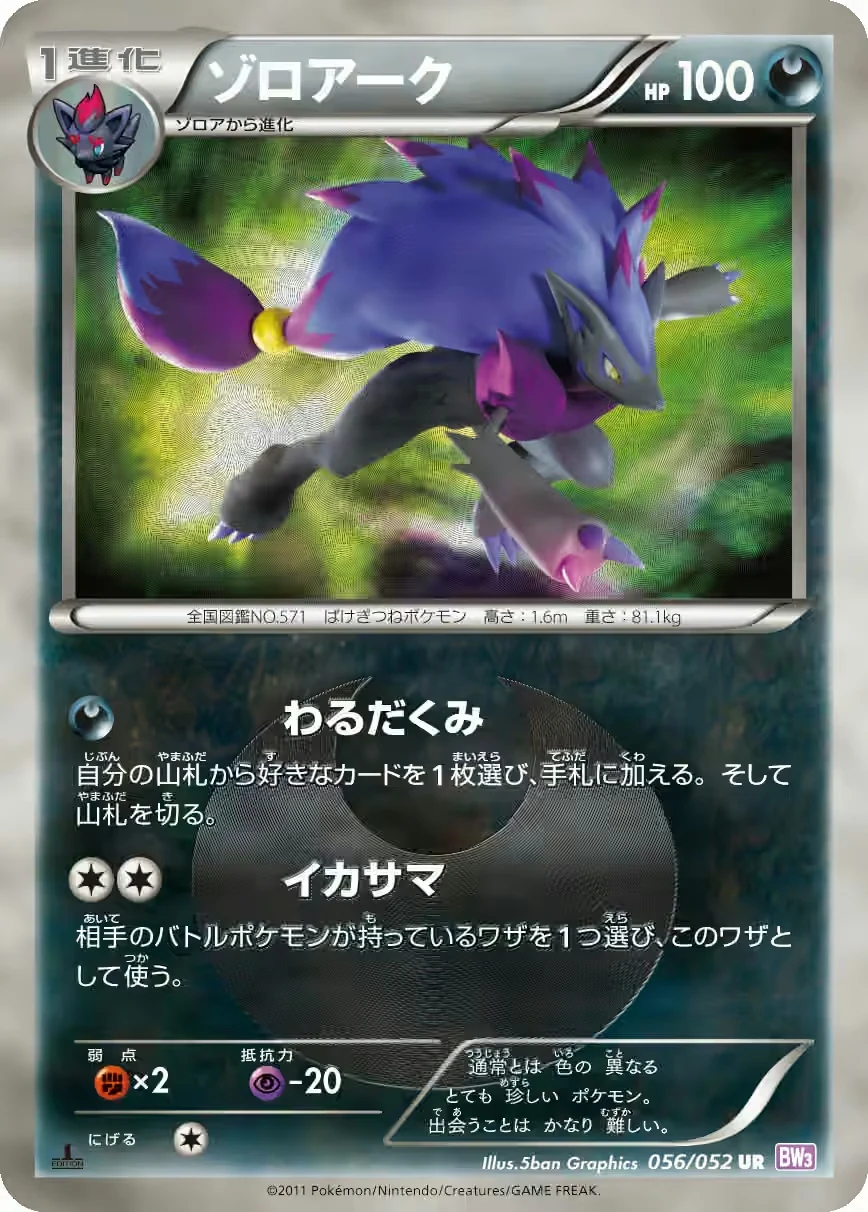 1進化
ゾロアーク
HP 100
ゾロアから進化
全国図鑑NO.571 ばけぎつねポケモン 高さ：1.6m 重さ：81.1kg
わるだくみ
自分の山札から好きなカードを1枚選び、手札に加える。そして
山札を切る。
イカサマ
相手のバトルポケモンが持っているワザを1つ選び、このワザと
して使う。
弱点 抵抗力
×2 -20
にげる
通常とは 色の 異なる
とても 珍しい ポケモン。
出会うことは かなり 難しい。
1 EDITION
Illus.5ban Graphics 056/052 UR BW3
©2011 Pokémon/Nintendo/Creatures/GAME FREAK.